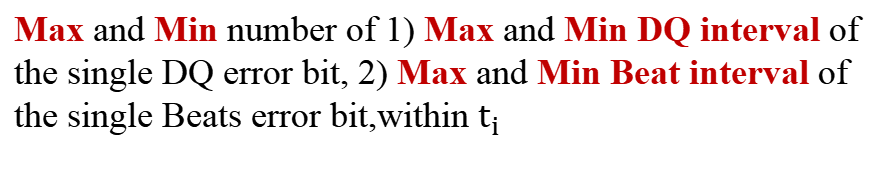 Max and Min number of 1) Max and Min DQ interval of
the single DQ error bit, 2) Max and Min Beat interval of
the single Beats error bit,within tᵢ